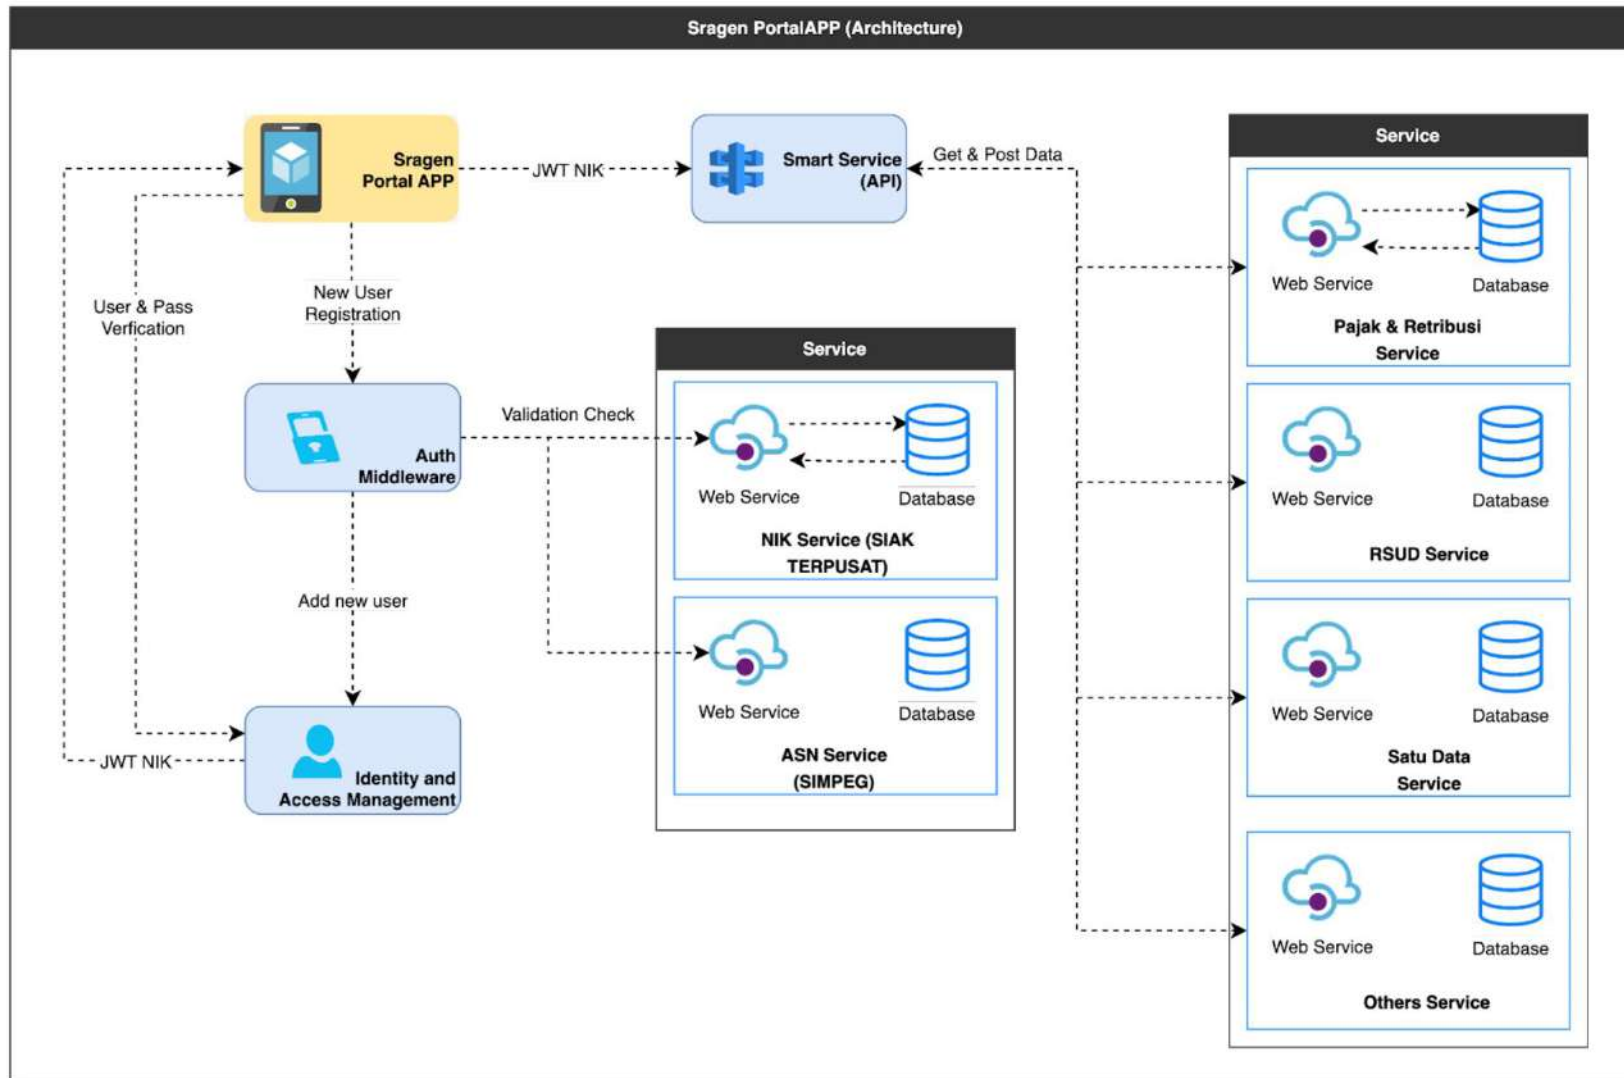 Sragen PortalAPP (Architecture)
Sragen
Portal APP
JWT NIK
Smart Service
(API)
Get & Post Data
Service
Web Service
Database
Pajak & Retribusi
Service
User & Pass
Verfication
New User
Registration
Service
Auth
Middleware
Validation Check
Web Service
Database
NIK Service (SIAK
TERPUSAT)
Web Service
Database
RSUD Service
Add new user
Web Service
Database
ASN Service
(SIMPEG)
Web Service
Database
Satu Data
Service
JWT NIK
Identity and
Access Management
Web Service
Database
Others Service